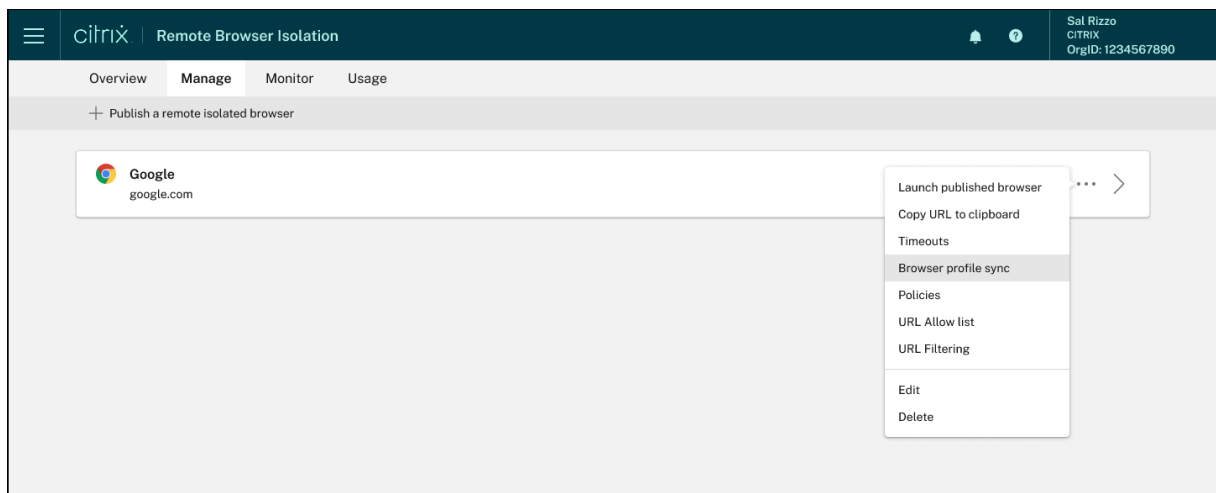 citrix | Remote Browser Isolation
Sal Rizzo
CITRIX
OrgID: 1234567890
Overview Manage Monitor Usage
+ Publish a remote isolated browser
Google
google.com
Launch published browser
Copy URL to clipboard
Timeouts
Browser profile sync
Policies
URL Allow list
URL Filtering
Edit
Delete